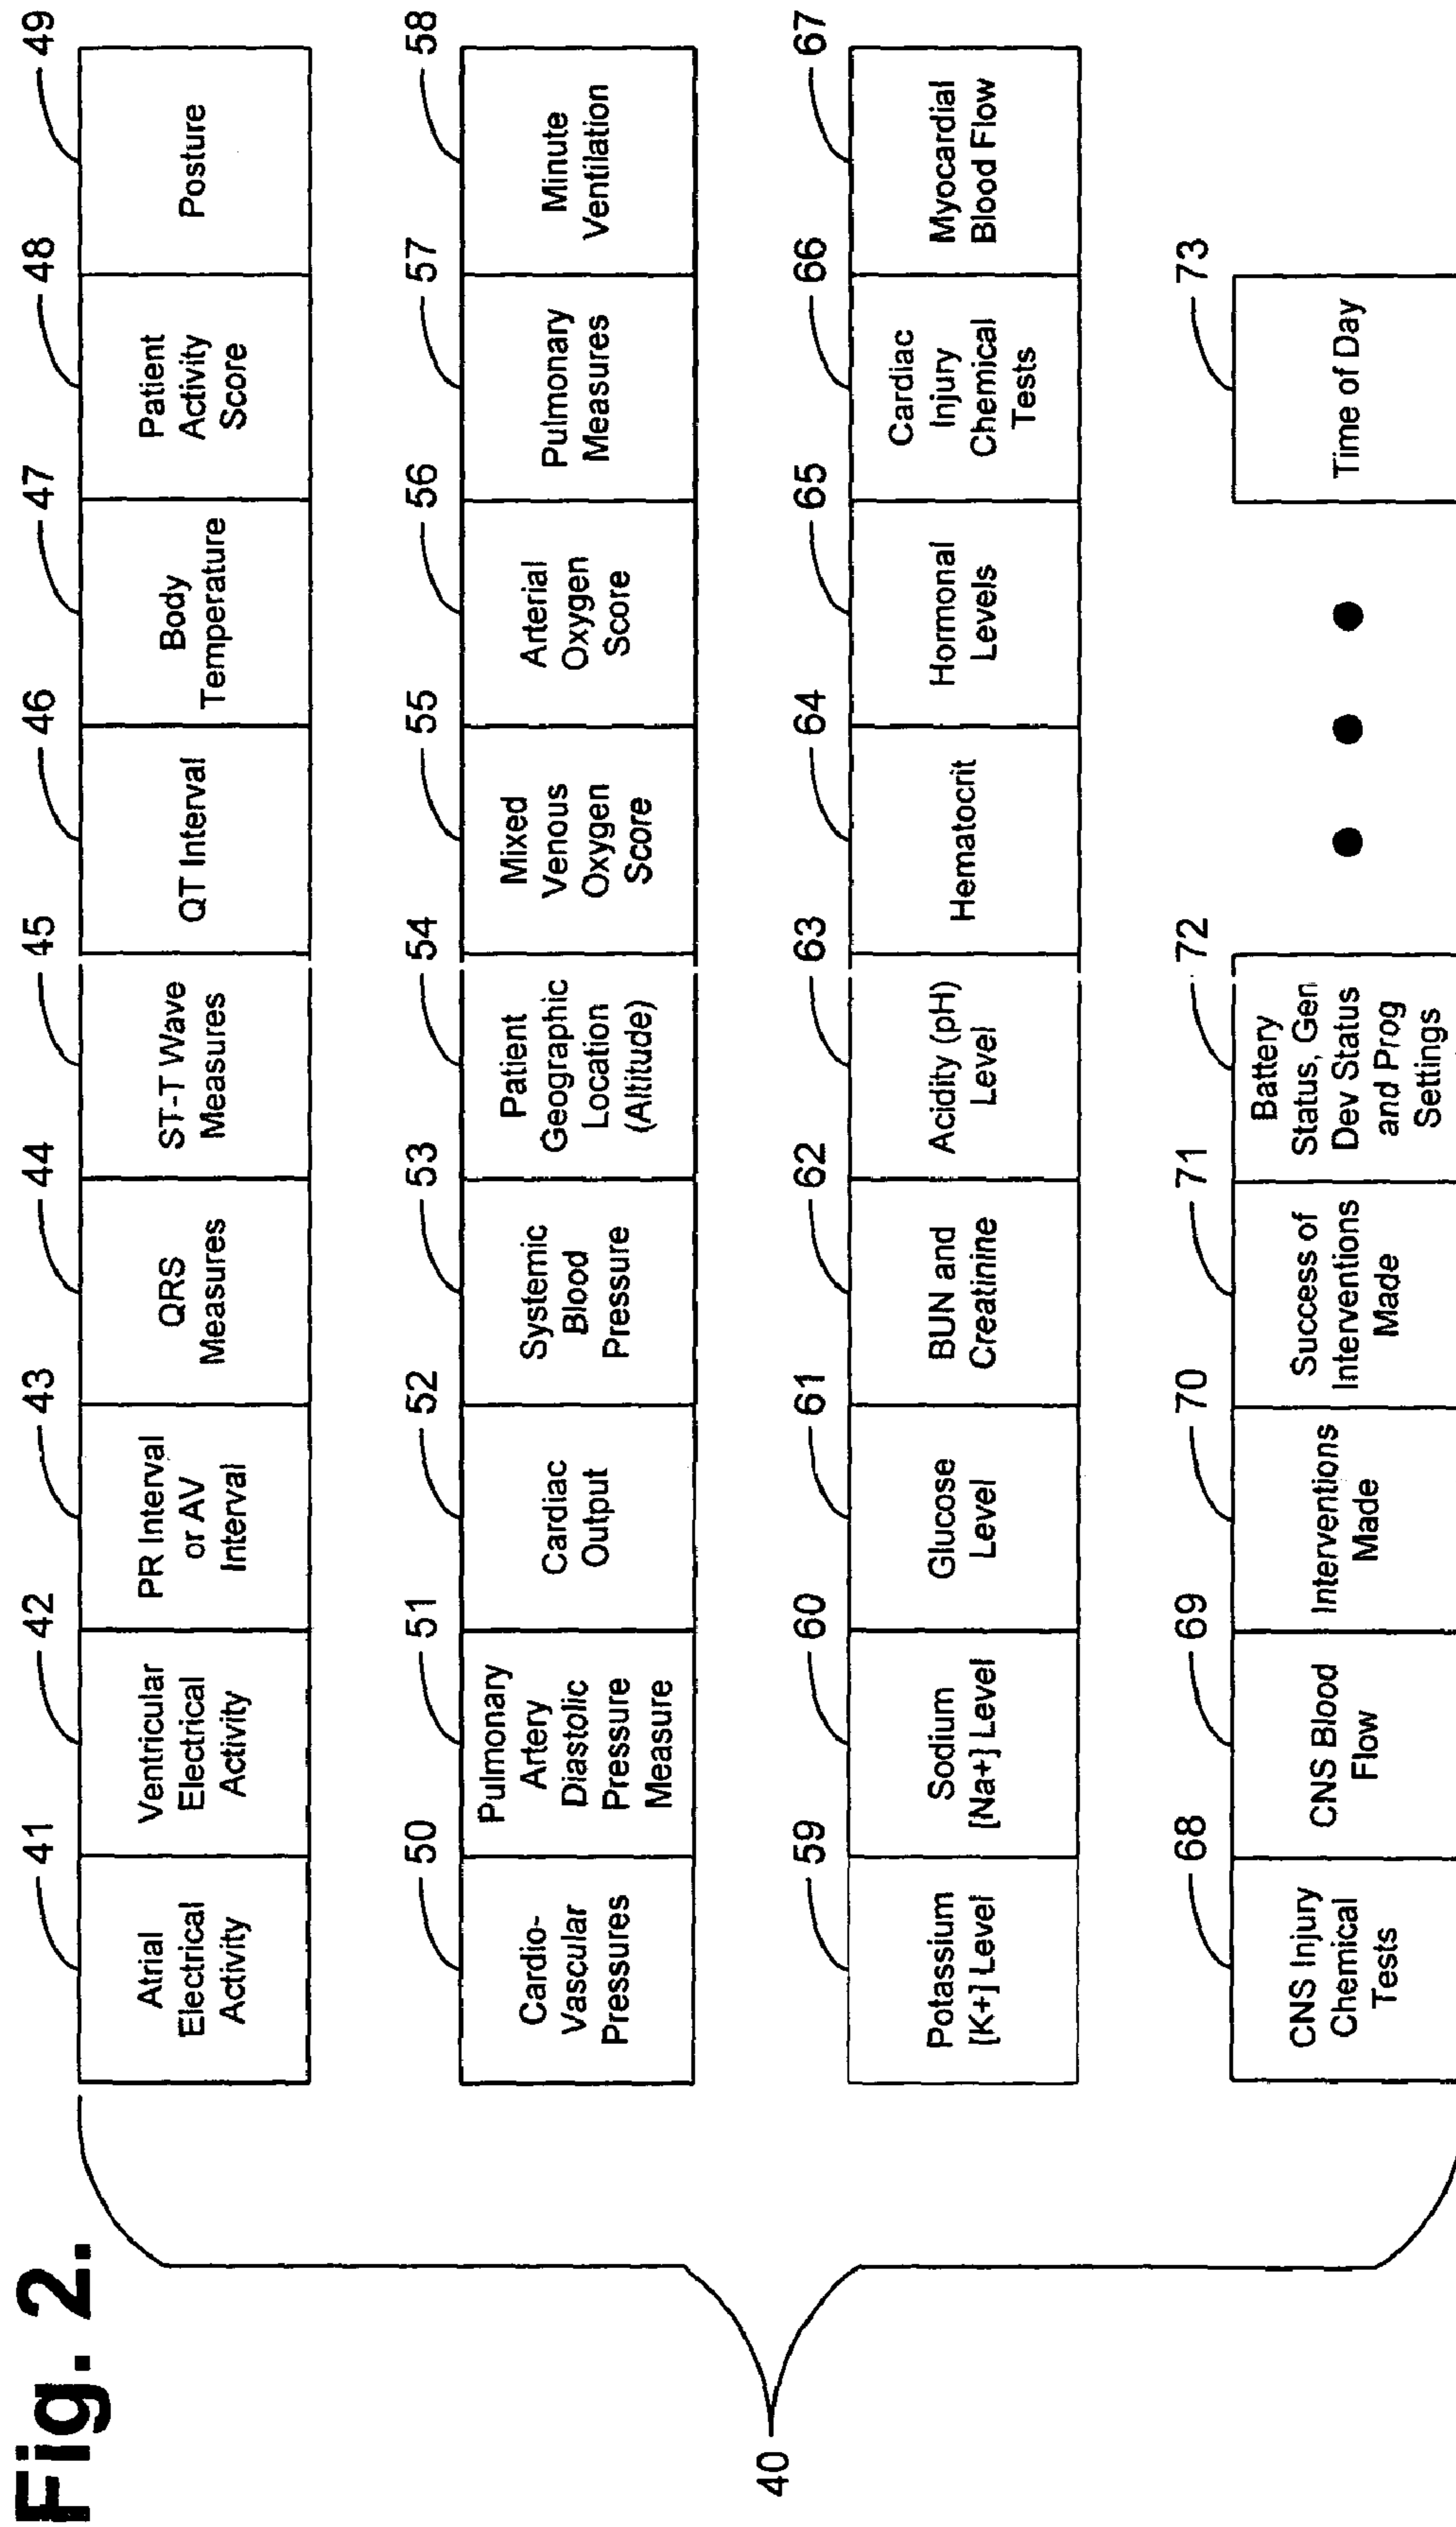 Fig. 2.
40
41
42
43
44
45
46
47
48
49
Atrial
Electrical
Activity
Ventricular
Electrical
Activity
PR Interval
or AV
Interval
QRS
Measures
ST-T Wave
Measures
QT Interval
Body
Temperature
Patient
Activity
Score
Posture
50
51
52
53
54
55
56
57
58
Cardio-
Vascular
Pressures
Pulmonary
Artery
Diastolic
Pressure
Measure
Cardiac
Output
Systemic
Blood
Pressure
Patient
Geographic
Location
(Altitude)
Mixed
Venous
Oxygen
Score
Arterial
Oxygen
Score
Pulmonary
Measures
Minute
Ventilation
59
60
61
62
63
64
65
66
67
Potassium
[K+] Level
Sodium
[Na+] Level
Glucose
Level
BUN and
Creatinine
Acidity (pH)
Level
Hematocrit
Hormonal
Levels
Cardiac
Injury
Chemical
Tests
Myocardial
Blood Flow
68
69
70
71
72
73
CNS Injury
Chemical
Tests
CNS Blood
Flow
Interventions
Made
Success of
Interventions
Made
Battery
Status, Gen
Dev Status
and Prog
Settings
Time of Day